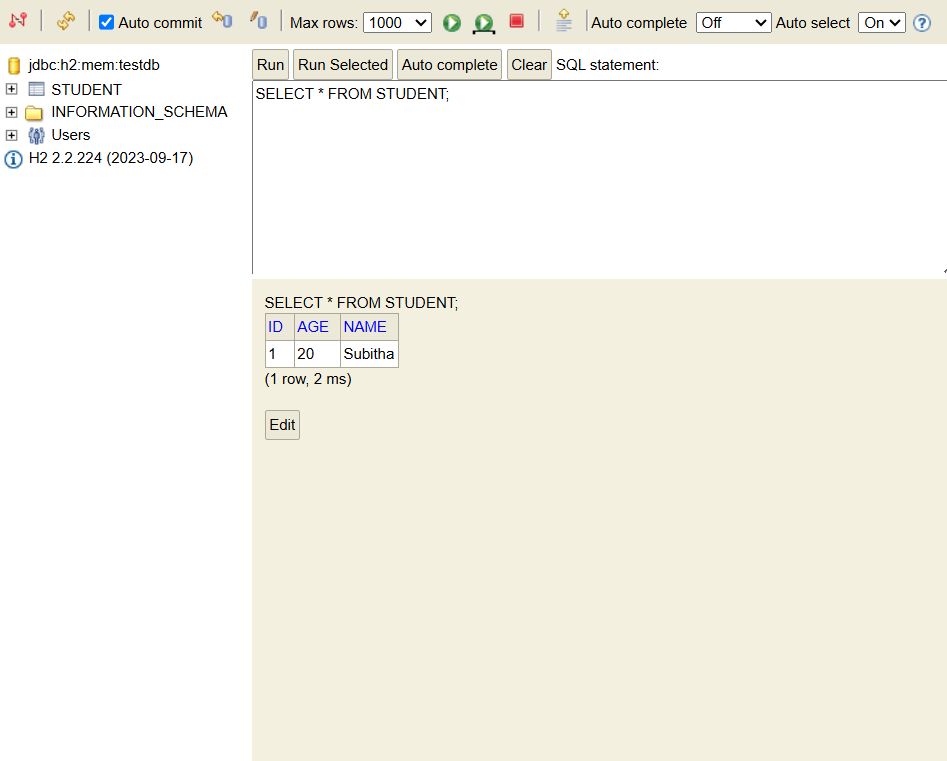 Auto commit Max rows: 1000 Auto complete Off Auto select On
jdbc:h2:mem:testdb
STUDENT
INFORMATION_SCHEMA
Users
H2 2.2.224 (2023-09-17)
Run Run Selected Auto complete Clear SQL statement:
SELECT * FROM STUDENT;
SELECT * FROM STUDENT;
ID AGE NAME
1 20 Subitha
(1 row, 2 ms)
Edit